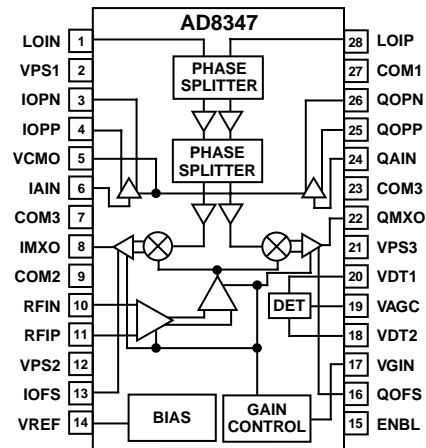 AD8347
LOIN 1
VPS1 2
IOPN 3
IOPP 4
VCMO 5
IAIN 6
COM3 7
IMXO 8
COM2 9
RFIN 10
RFIP 11
VPS2 12
IOFS 13
VREF 14
28 LOIP
27 COM1
26 QOPN
25 QOPP
24 QAIN
23 COM3
22 QMXO
21 VPS3
20 VDT1
19 VAGC
18 VDT2
17 VGIN
16 QOFS
15 ENBL
PHASE
SPLITTER
PHASE
SPLITTER
DET
BIAS
GAIN
CONTROL